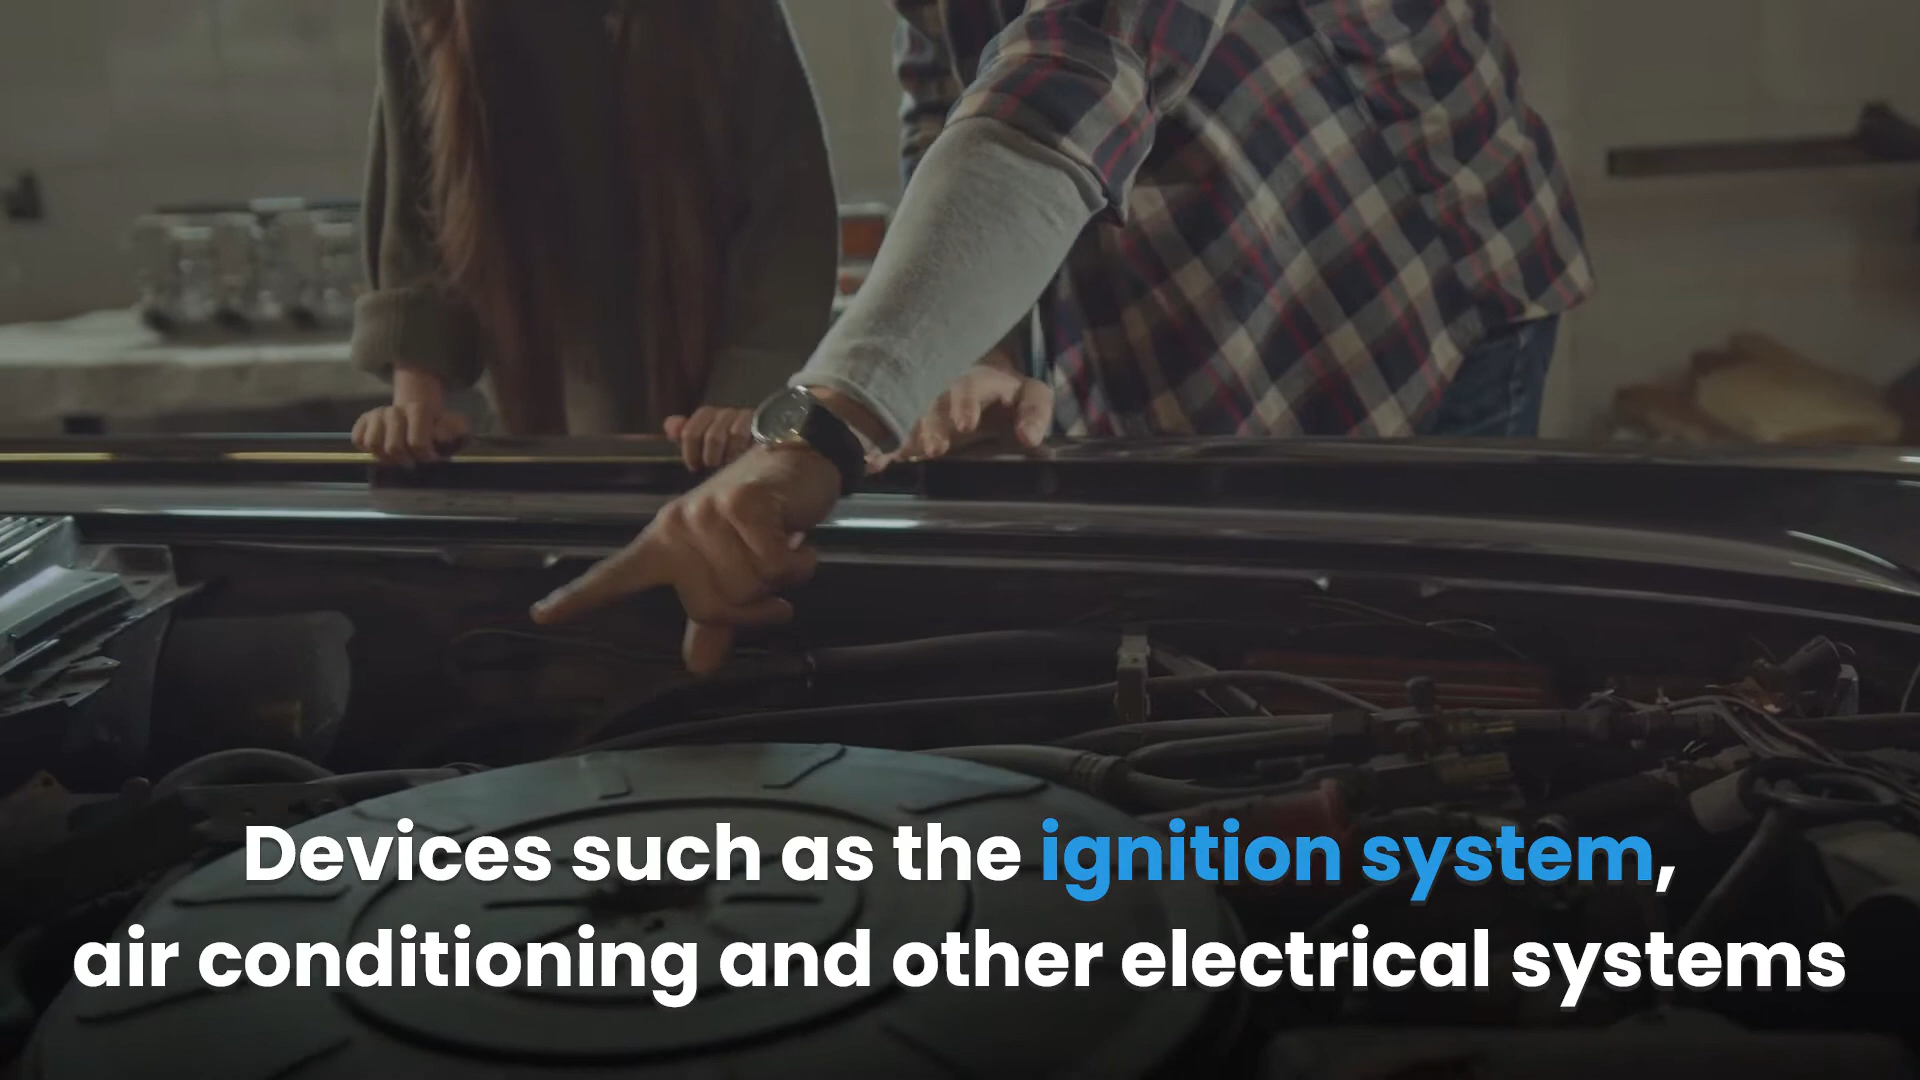 Devices such as the ignition system,
air conditioning and other electrical systems